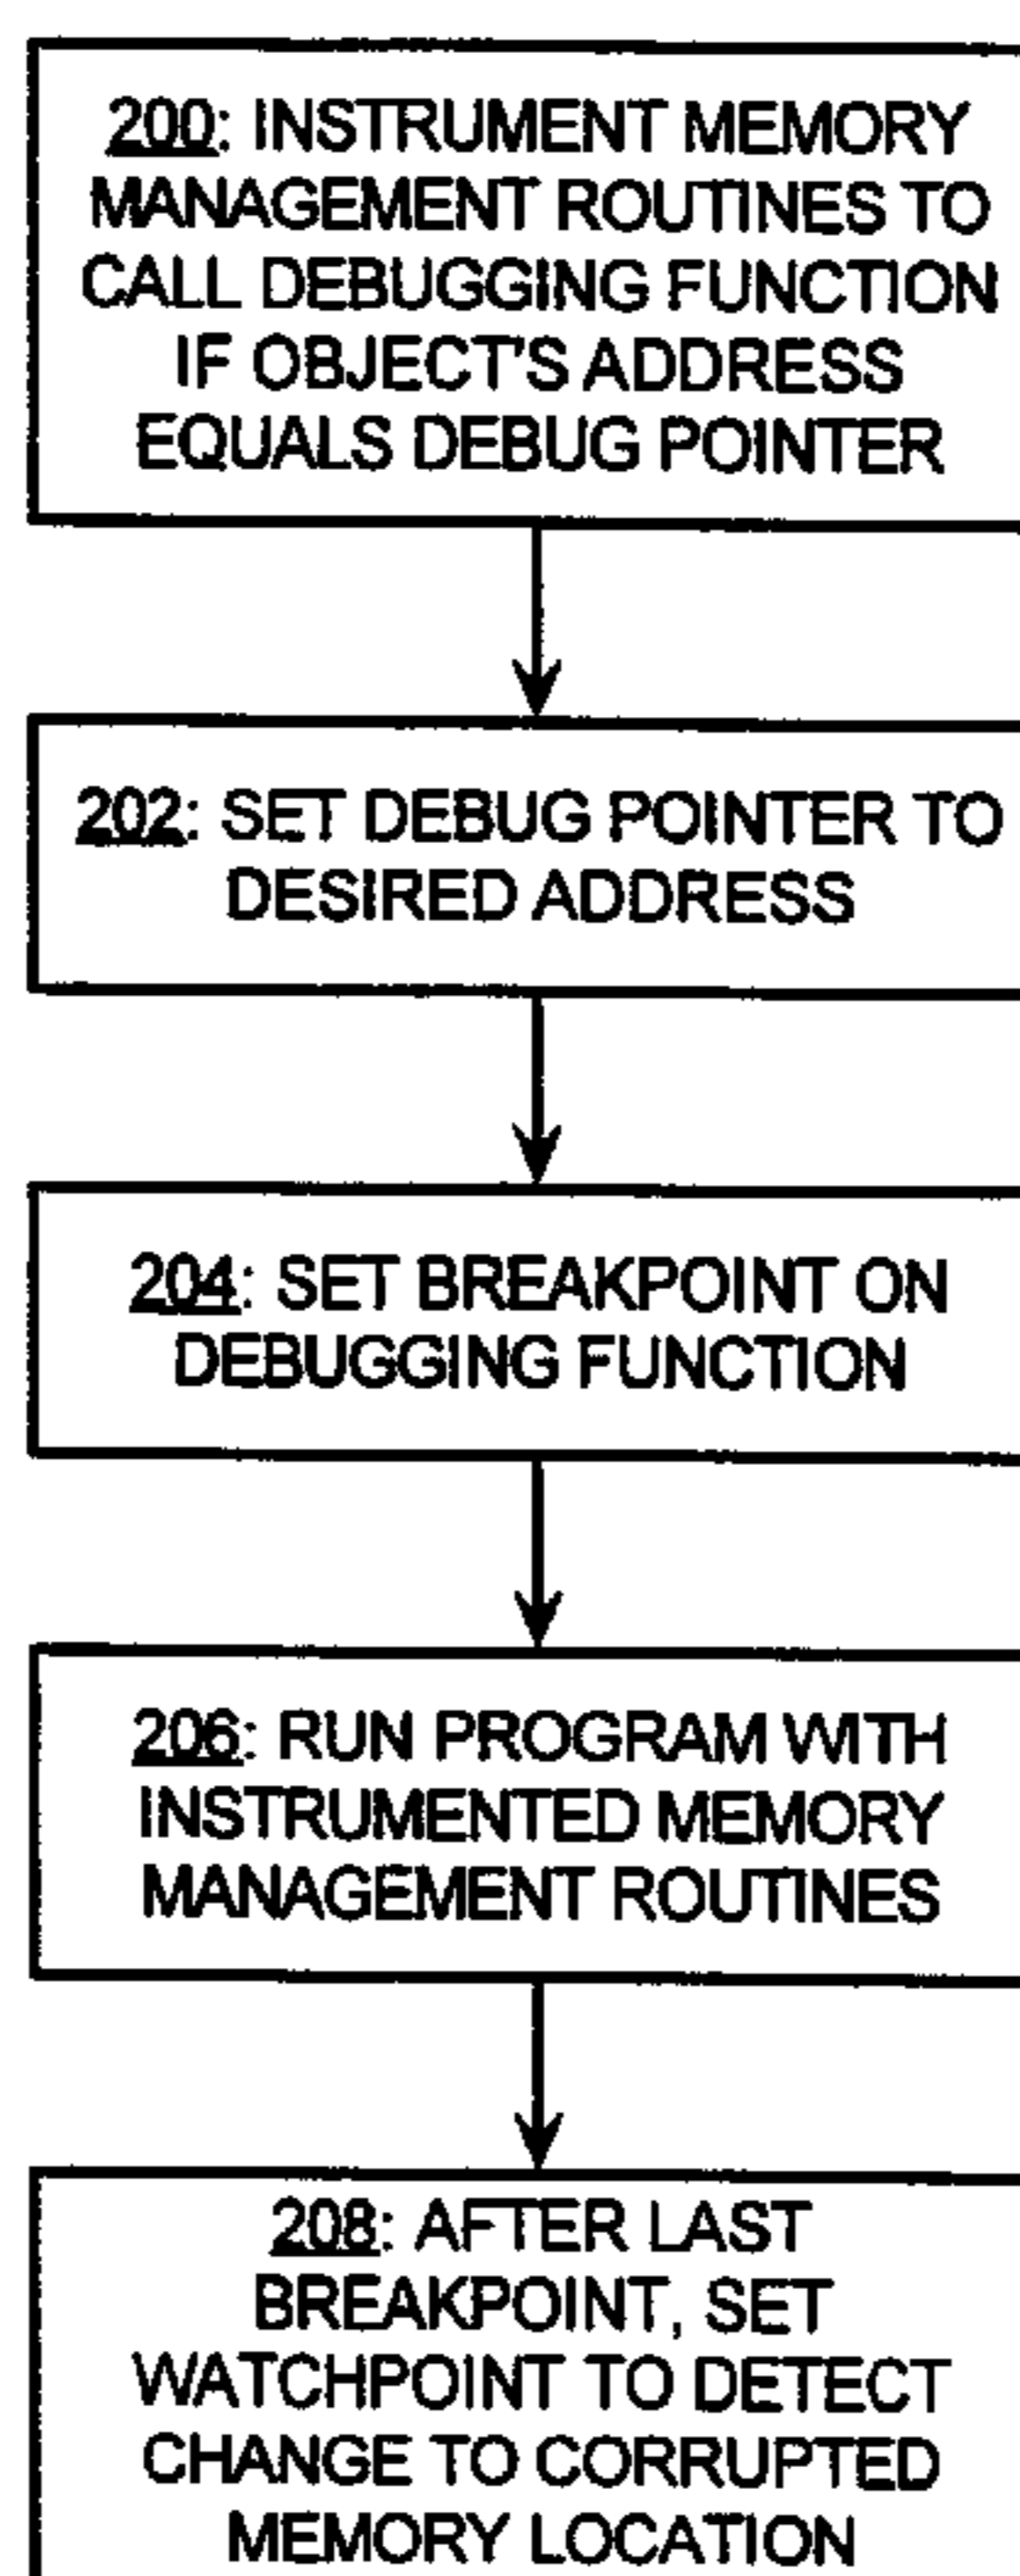 200: INSTRUMENT MEMORY
MANAGEMENT ROUTINES TO
CALL DEBUGGING FUNCTION
IF OBJECT'S ADDRESS
EQUALS DEBUG POINTER
202: SET DEBUG POINTER TO
DESIRED ADDRESS
204: SET BREAKPOINT ON
DEBUGGING FUNCTION
206: RUN PROGRAM WITH
INSTRUMENTED MEMORY
MANAGEMENT ROUTINES
208: AFTER LAST
BREAKPOINT, SET
WATCHPOINT TO DETECT
CHANGE TO CORRUPTED
MEMORY LOCATION